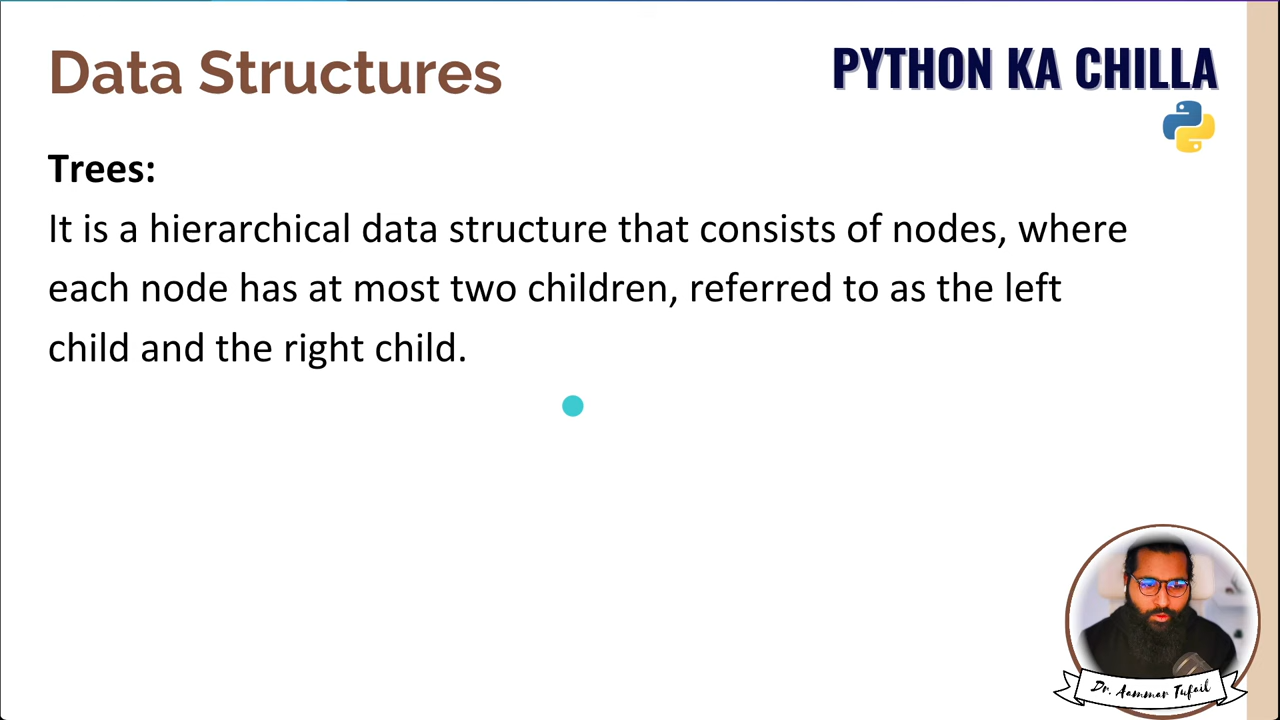 Data Structures
PYTHON KA CHILLA
Trees:
It is a hierarchical data structure that consists of nodes, where
each node has at most two children, referred to as the left
child and the right child.
Dr. Aammar Tufail